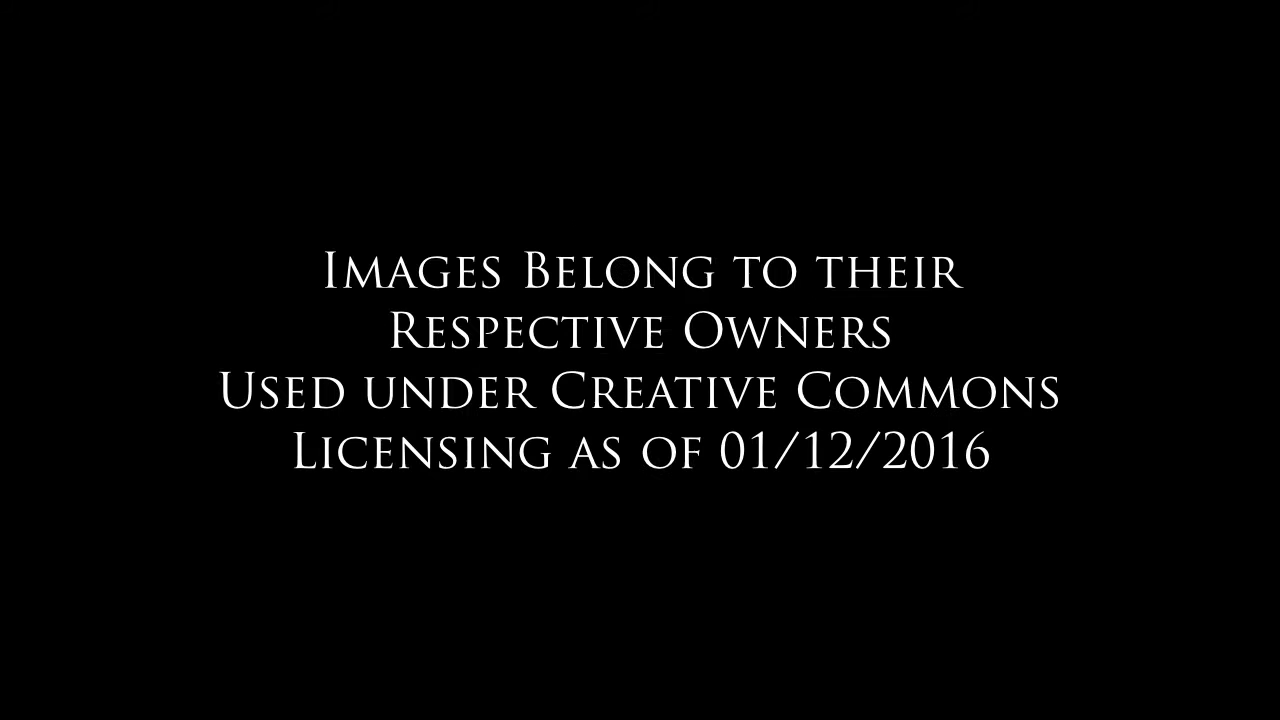 Images Belong to their
Respective Owners
Used under Creative Commons
Licensing as of 01/12/2016